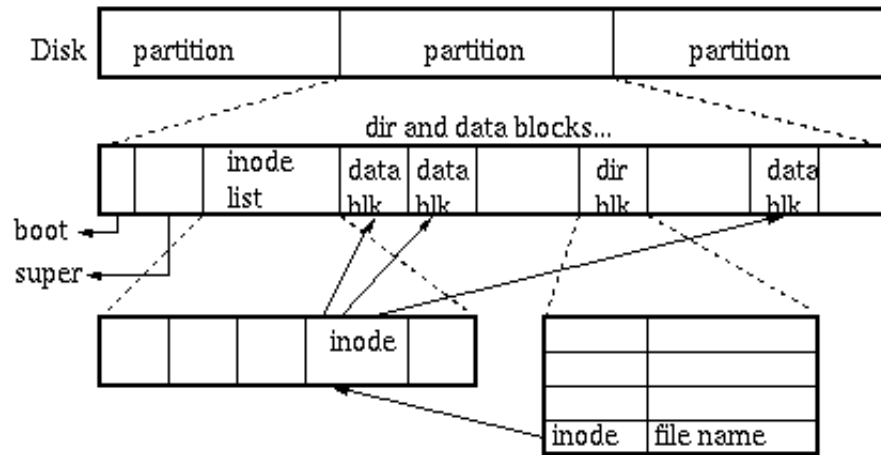 Disk partition partition partition
dir and data blocks...
inode list
data blk
data blk
dir blk
data blk
boot
super
inode
inode file name